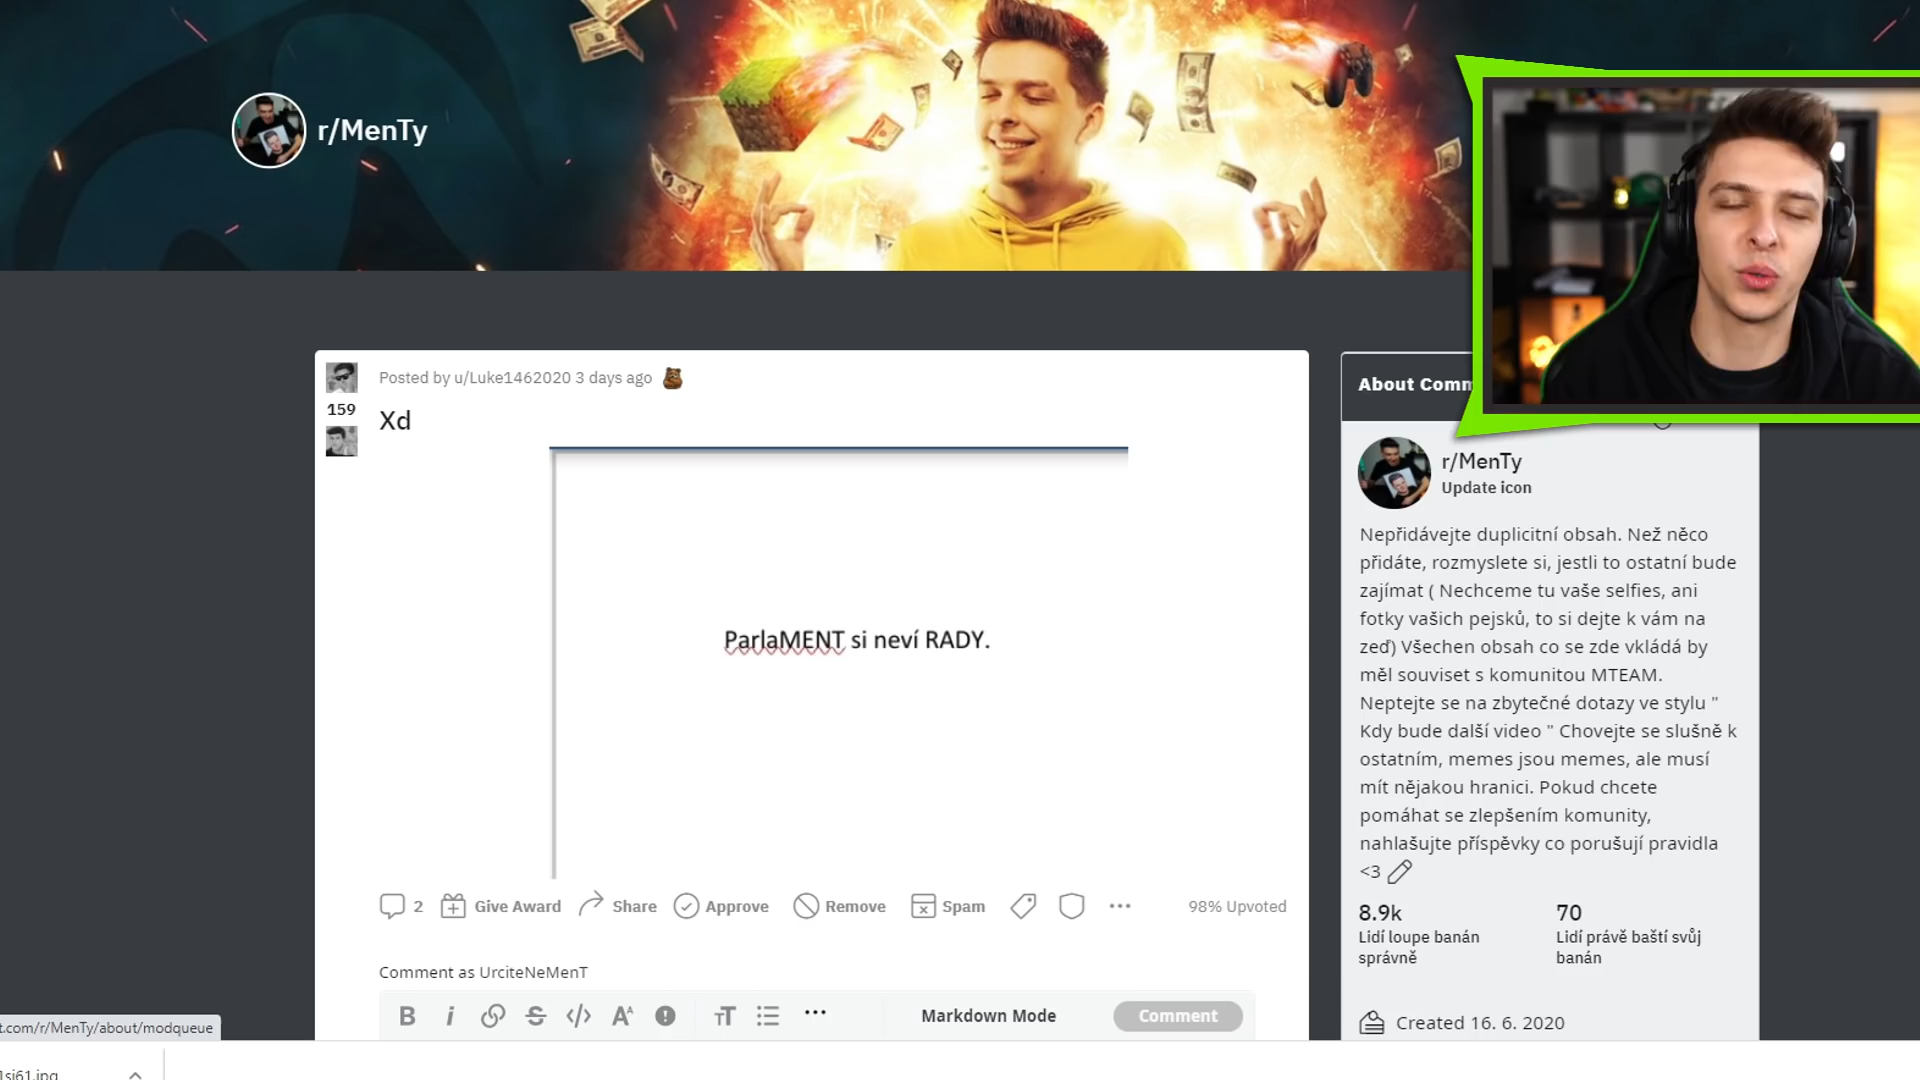 r/MenTy
Posted by u/Luke1462020 3 days ago
159
Xd
ParlaMENT si neví RADY.
2
Give Award
Share
Approve
Remove
Spam
98% Upvoted
Comment as UrciteNeMenT
Markdown Mode
Comment
About Comm
r/MenTy
Update icon
Nepřidávejte duplicitní obsah. Než něco
přidáte, rozmyslete si, jestli to ostatní bude
zajímat ( Nechceme tu vaše selfies, ani
fotky vašich pejsků, to si dejte k vám na
zeď) Všechen obsah co se zde vkládá by
měl souviset s komunitou MTEAM.
Neptejte se na zbytečné dotazy ve stylu "
Kdy bude další video " Chovejte se slušně k
ostatním, memes jsou memes, ale musí
mít nějakou hranici. Pokud chcete
pomáhat se zlepšením komunity,
nahlašujte příspěvky co porušují pravidla
<3
8.9k
Lidí loupe banán
správně
70
Lidí právě baští svůj
banán
Created 16. 6. 2020
t.com/r/MenTy/about/modqueue
1si61.jpg